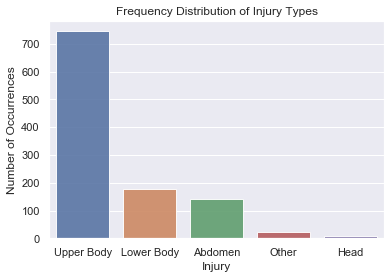 Frequency Distribution of Injury Types
Number of Occurrences
700
600
500
400
300
200
100
0
Upper Body Lower Body Abdomen Other Head
Injury